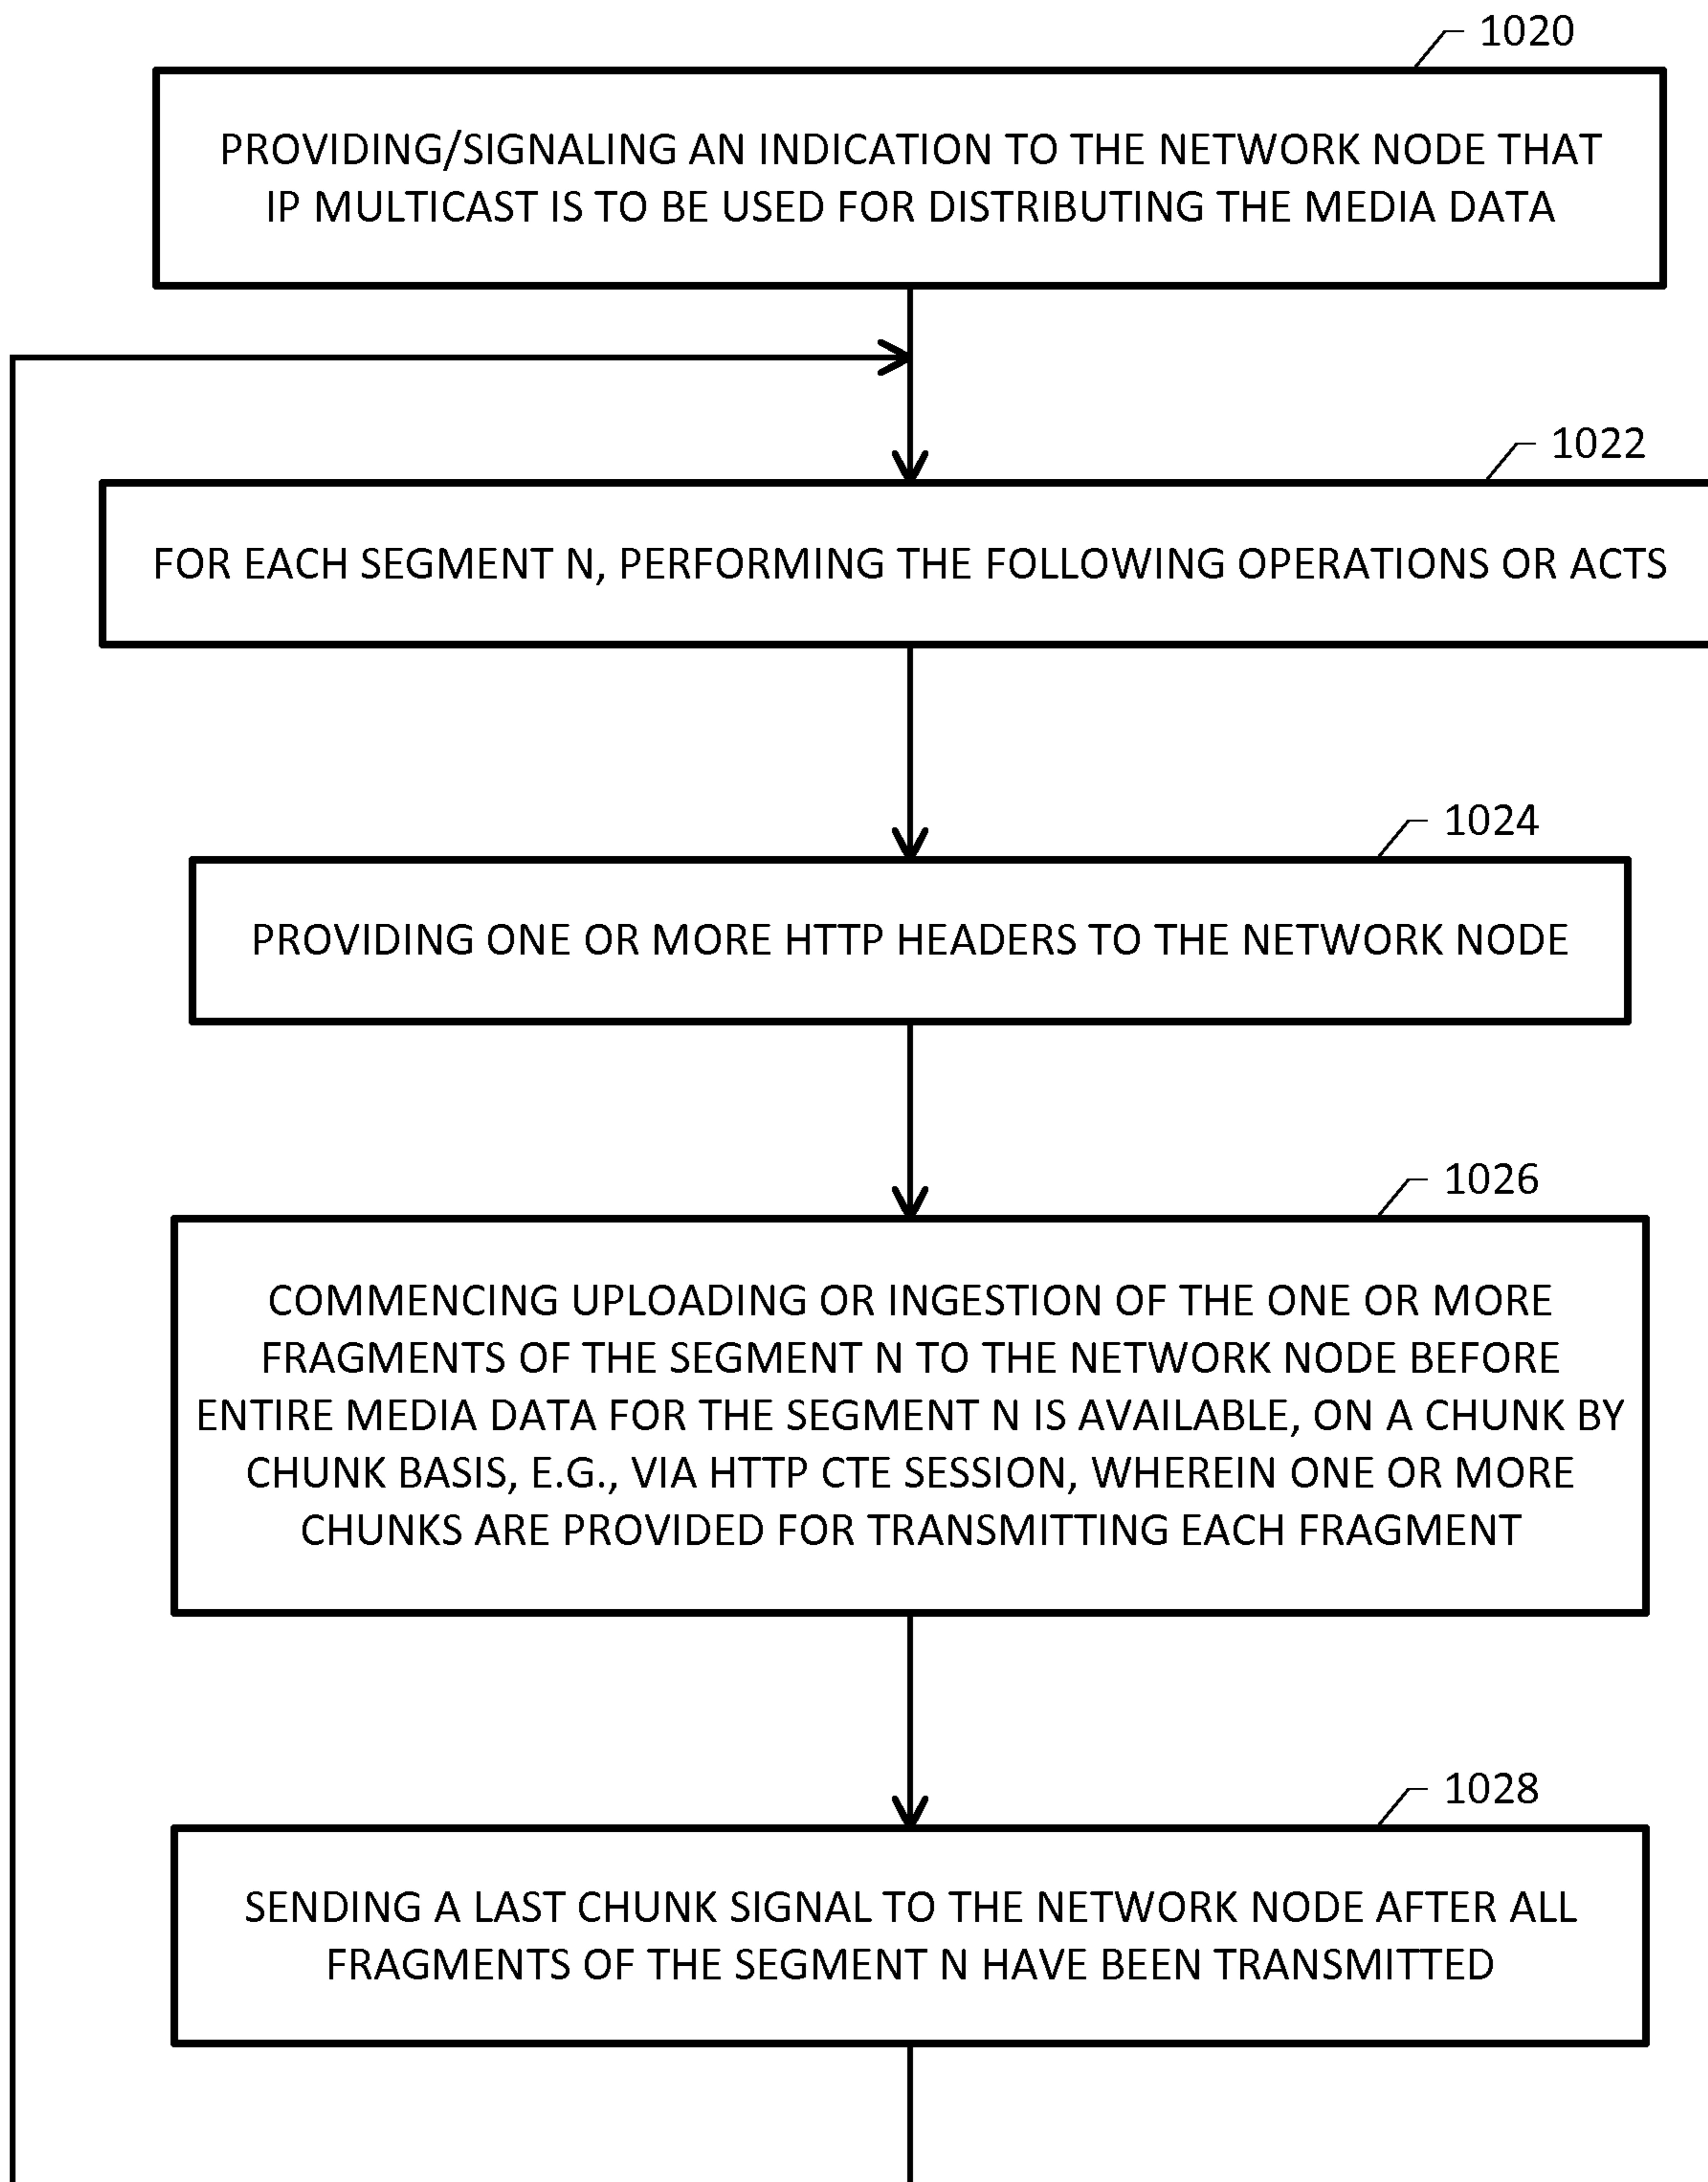 1020
PROVIDING/SIGNALING AN INDICATION TO THE NETWORK NODE THAT
IP MULTICAST IS TO BE USED FOR DISTRIBUTING THE MEDIA DATA
1022
FOR EACH SEGMENT N, PERFORMING THE FOLLOWING OPERATIONS OR ACTS
1024
PROVIDING ONE OR MORE HTTP HEADERS TO THE NETWORK NODE
1026
COMMENCING UPLOADING OR INGESTION OF THE ONE OR MORE
FRAGMENTS OF THE SEGMENT N TO THE NETWORK NODE BEFORE
ENTIRE MEDIA DATA FOR THE SEGMENT N IS AVAILABLE, ON A CHUNK BY
CHUNK BASIS, E.G., VIA HTTP CTE SESSION, WHEREIN ONE OR MORE
CHUNKS ARE PROVIDED FOR TRANSMITTING EACH FRAGMENT
1028
SENDING A LAST CHUNK SIGNAL TO THE NETWORK NODE AFTER ALL
FRAGMENTS OF THE SEGMENT N HAVE BEEN TRANSMITTED